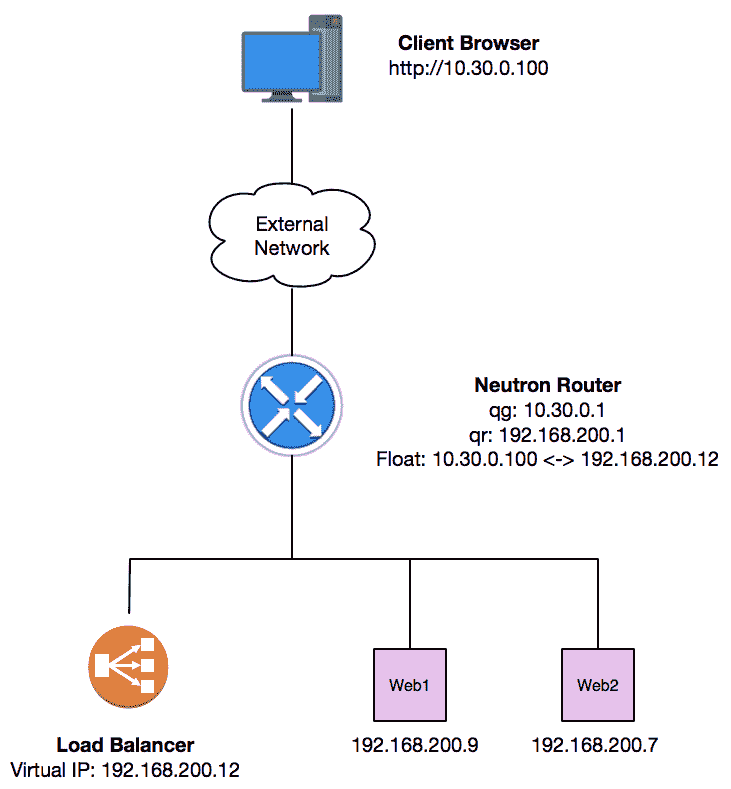 Client Browser
http://10.30.0.100
External
Network
Neutron Router
qg: 10.30.0.1
qr: 192.168.200.1
Float: 10.30.0.100 <-> 192.168.200.12
Web1
Web2
Load Balancer
Virtual IP: 192.168.200.12
192.168.200.9
192.168.200.7